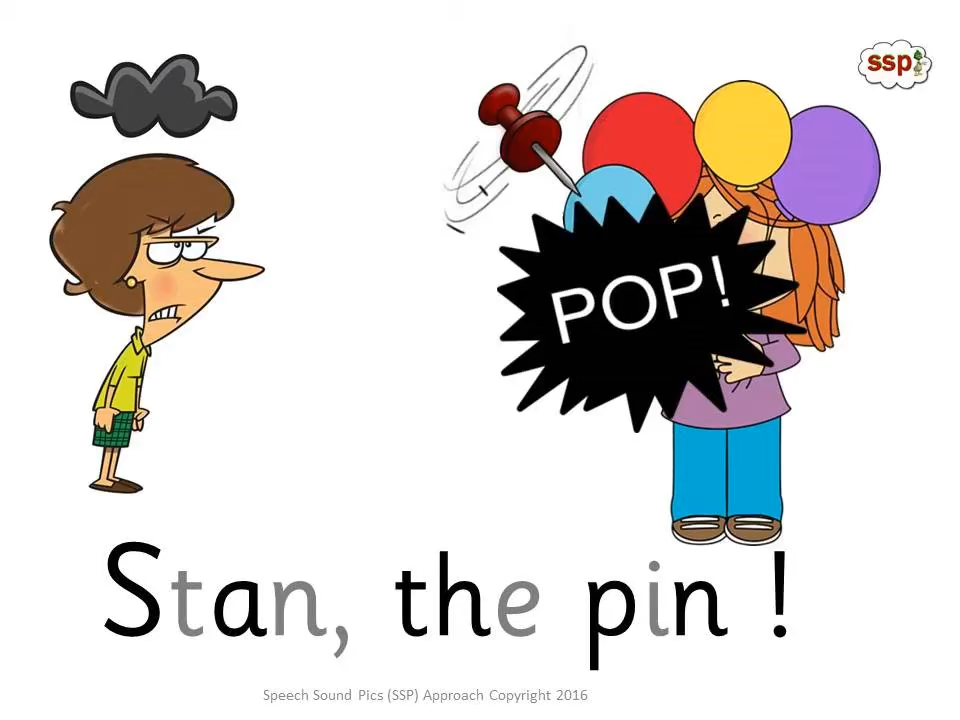 ssp
POP!
Stan, the pin !
Speech Sound Pics (SSP) Approach Copyright 2016